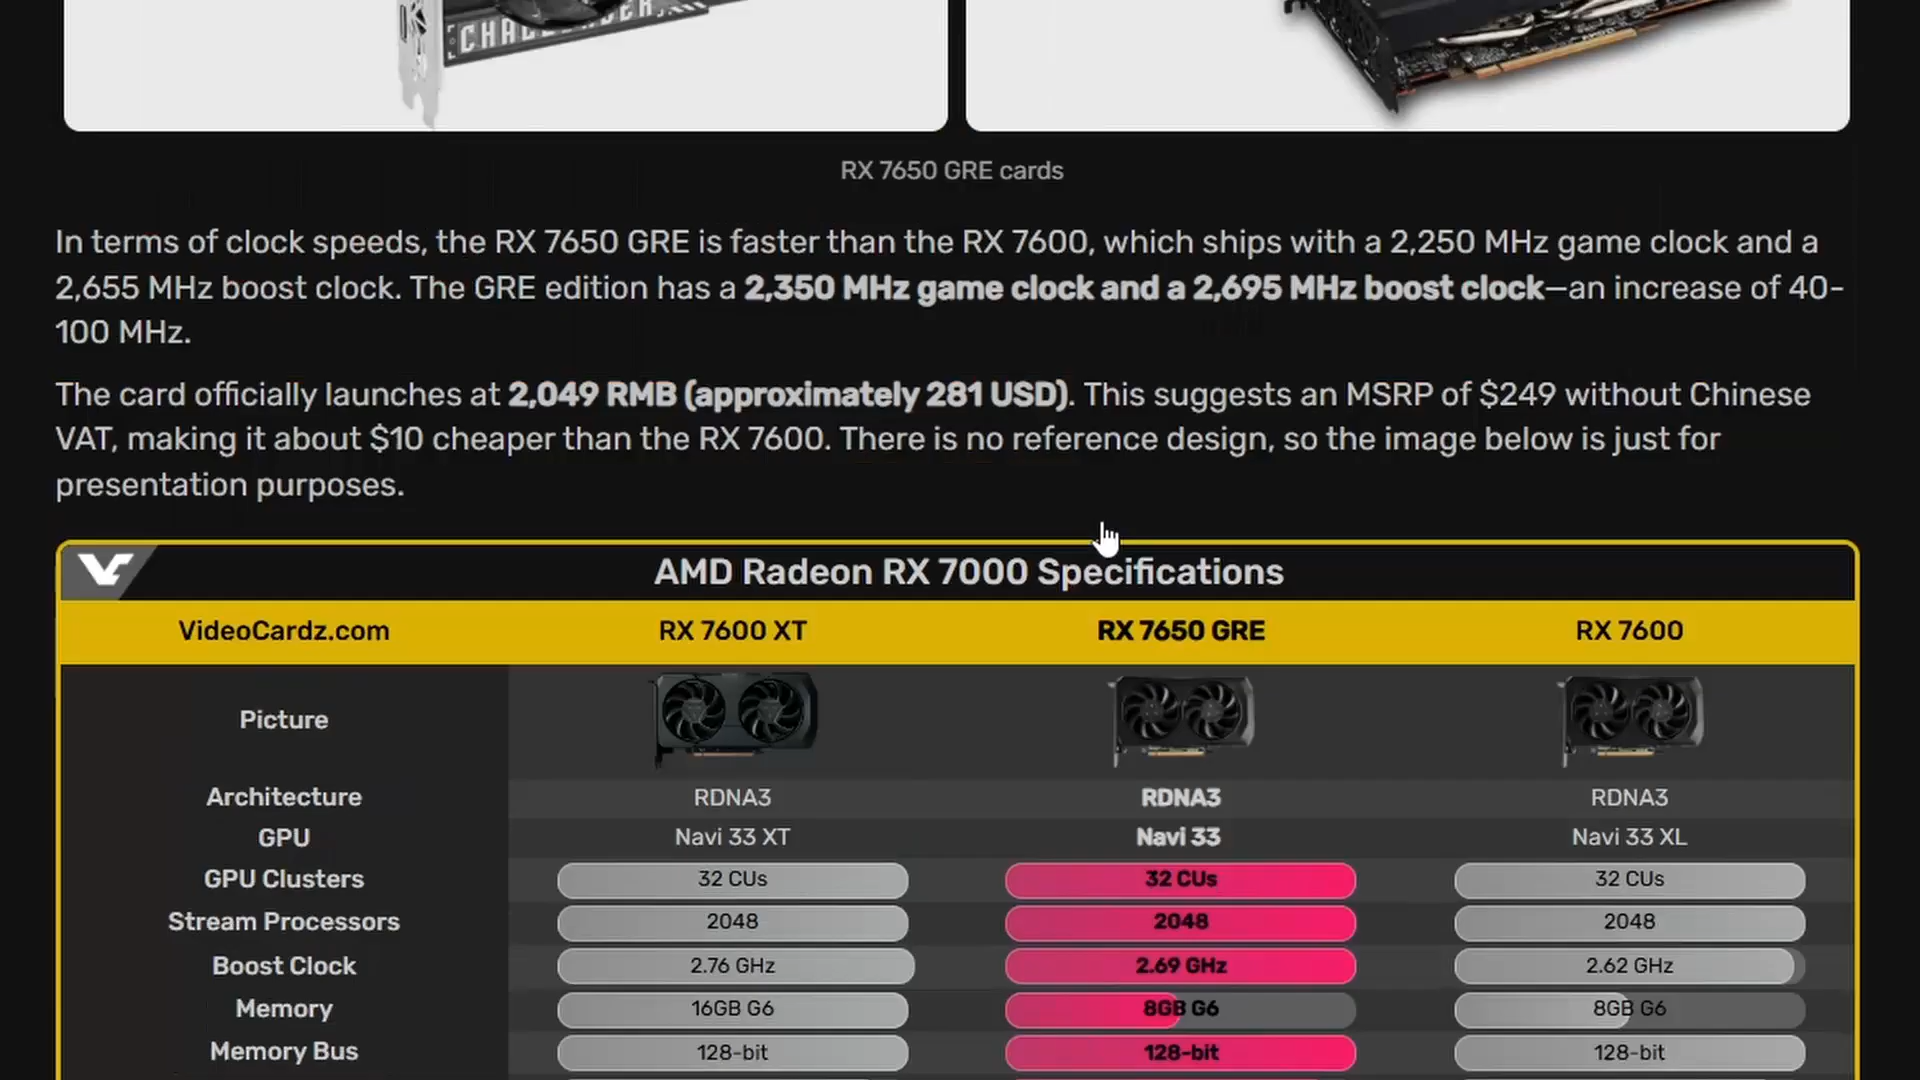 CHALLENGER
RX 7650 GRE cards
In terms of clock speeds, the RX 7650 GRE is faster than the RX 7600, which ships with a 2,250 MHz game clock and a
2,655 MHz boost clock. The GRE edition has a 2,350 MHz game clock and a 2,695 MHz boost clock—an increase of 40-
100 MHz.
The card officially launches at 2,049 RMB (approximately 281 USD). This suggests an MSRP of $249 without Chinese
VAT, making it about $10 cheaper than the RX 7600. There is no reference design, so the image below is just for
presentation purposes.
AMD Radeon RX 7000 Specifications
VideoCardz.com RX 7600 XT RX 7650 GRE RX 7600
Picture
Architecture RDNA3 RDNA3 RDNA3
GPU Navi 33 XT Navi 33 Navi 33 XL
GPU Clusters 32 CUs 32 CUs 32 CUs
Stream Processors 2048 2048 2048
Boost Clock 2.76 GHz 2.69 GHz 2.62 GHz
Memory 16GB G6 8GB G6 8GB G6
Memory Bus 128-bit 128-bit 128-bit